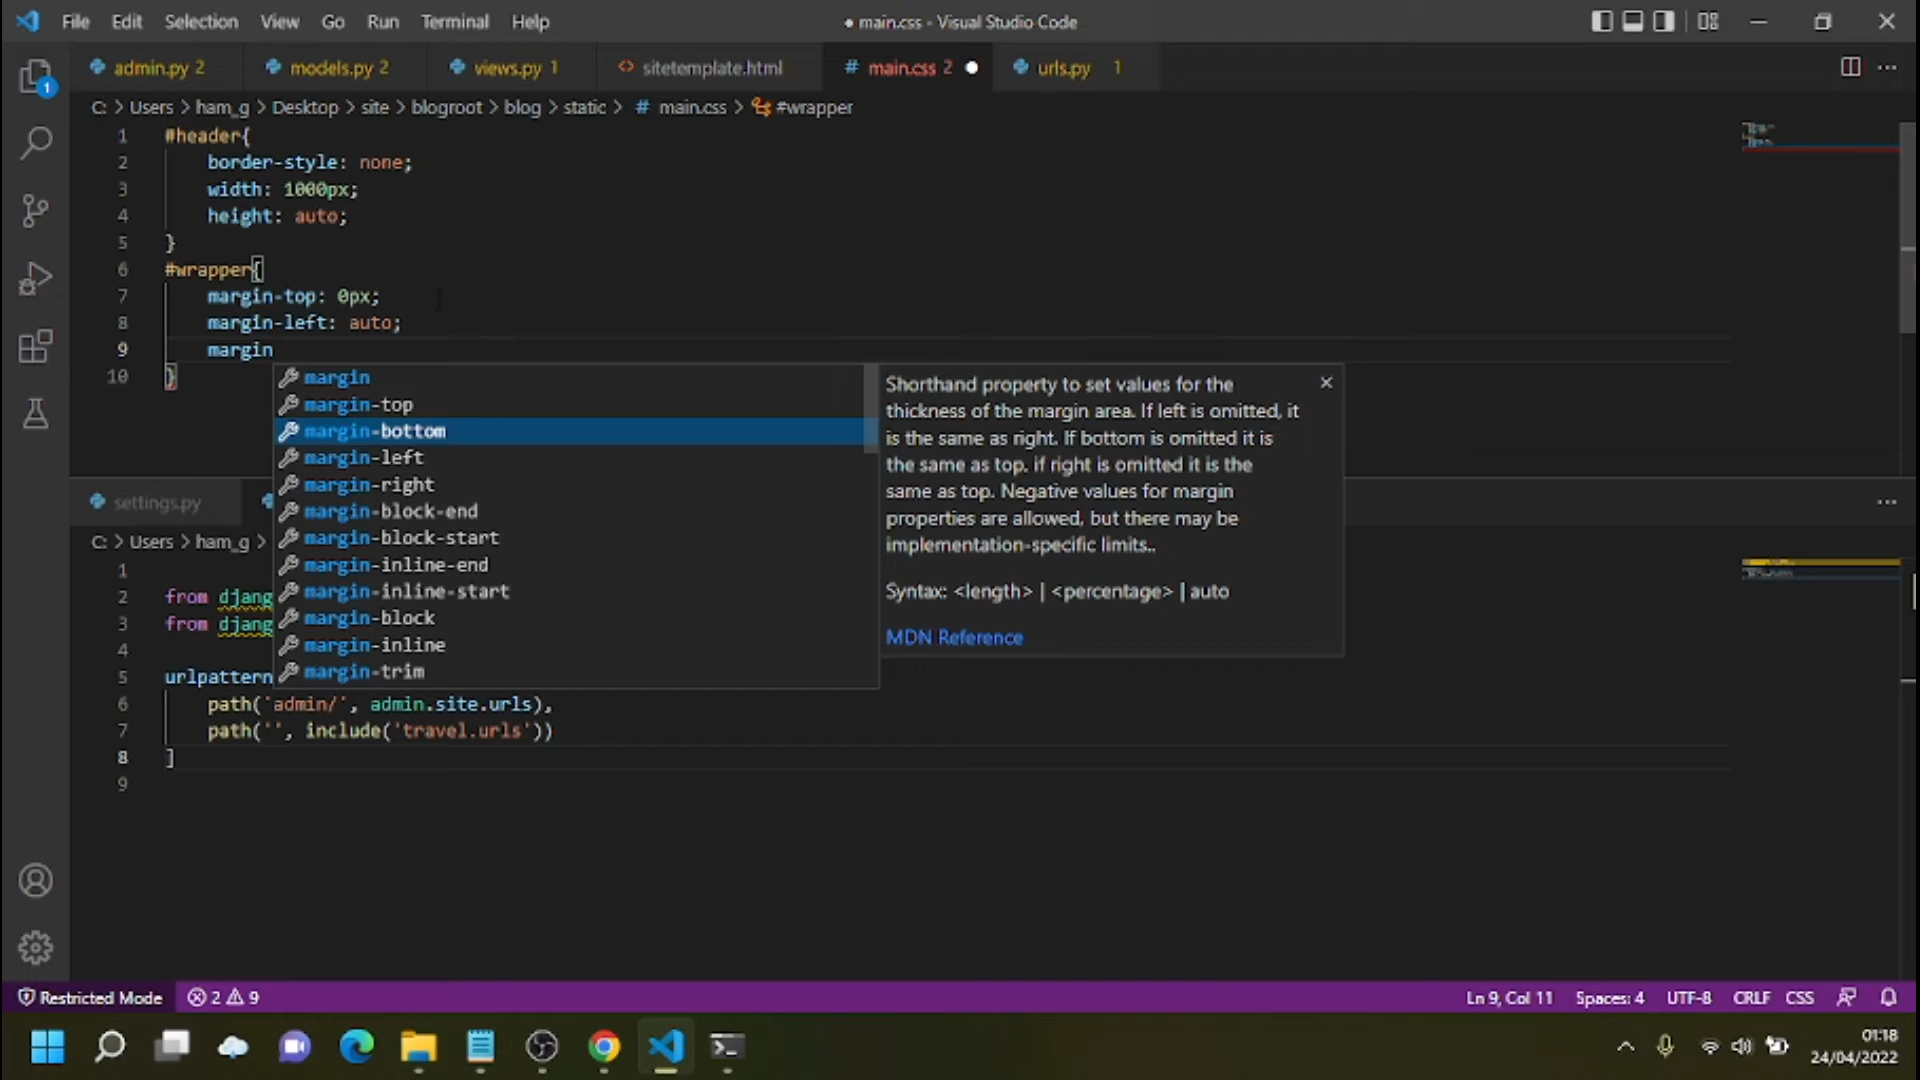 File Edit Selection View Go Run Terminal Help
● main.css - Visual Studio Code
admin.py 2 models.py 2 views.py 1 sitetemplate.html main.css 2 urls.py 1
C: > Users > ham_g > Desktop > site > blogroot > blog > static > # main.css > #wrapper
1 #header{
2 border-style: none;
3 width: 1000px;
4 height: auto;
5 }
6 #wrapper{
7 margin-top: 0px;
8 margin-left: auto;
9 margin
10 }
margin
margin-top
margin-bottom
margin-left
margin-right
margin-block-end
margin-block-start
margin-inline-end
margin-inline-start
margin-block
margin-inline
margin-trim
Shorthand property to set values for the
thickness of the margin area. If left is omitted, it
is the same as right. If bottom is omitted it is
the same as top. if right is omitted it is the
same as top. Negative values for margin
properties are allowed, but there may be
implementation-specific limits..
Syntax: <length> | <percentage> | auto
MDN Reference
settings.py
C: > Users > ham_g >
1
2 from djang
3 from djang
4
5 urlpattern
6 path('admin/', admin.site.urls),
7 path('', include('travel.urls'))
8 ]
9
Restricted Mode 2 9
Ln 9, Col 11 Spaces: 4 UTF-8 CRLF CSS
01:18
24/04/2022